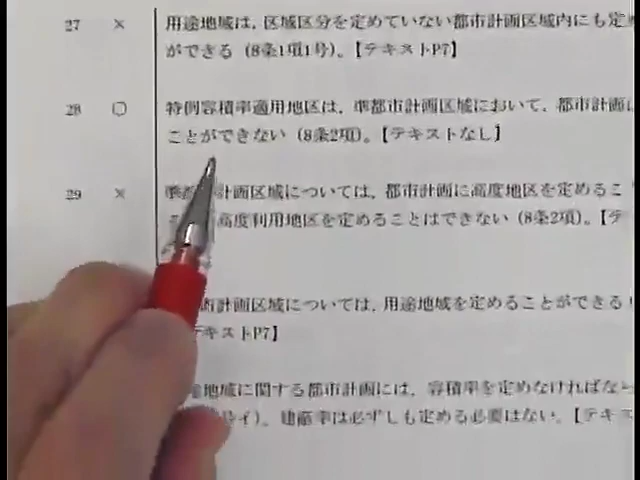 27 × 用途地域は、区域区分を定めていない都市計画区域内にも定
ができる（8条1項1号）。【テキストP7】
28 ○ 特例容積率適用地区は、準都市計画区域において、都市計画に
ことができない（8条2項）。【テキストなし】
29 × 準都 計画区域については、都市計画に高度地区を定めるこ
こ 高度利用地区を定めることはできない（8条2項）。【テ
市計画区域については、用途地域を定めることができる
テキストP7】
地域に関する都市計画には、容積率を定めなければなら
号イ）。建蔽率は必ずしも定める必要はない。【テキス